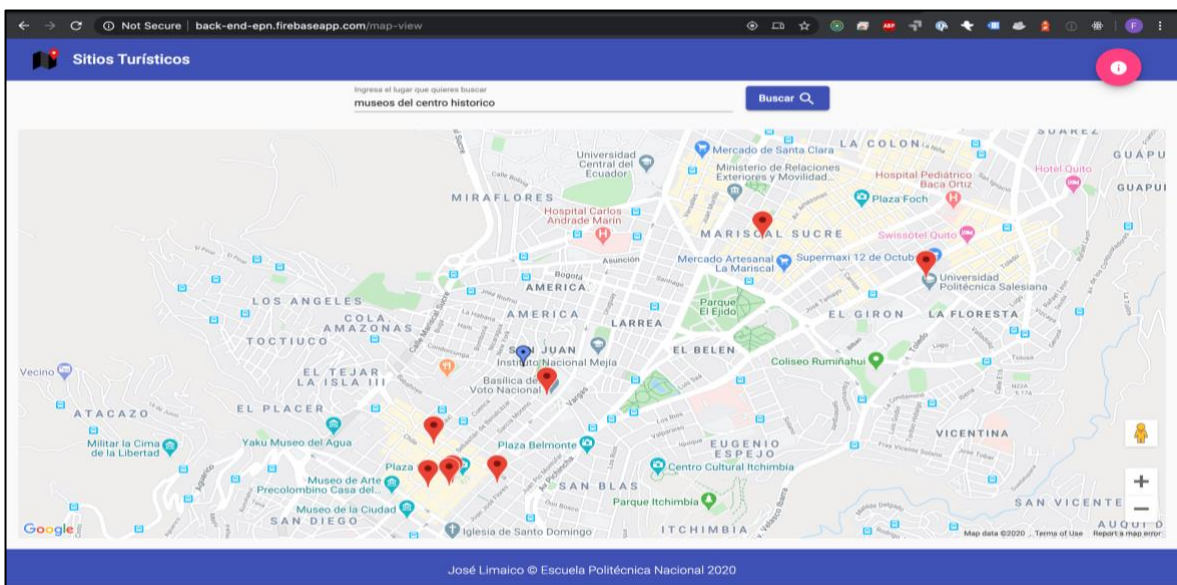 Not Secure | back-end-epn.firebaseapp.com/map-view
ABP
F
Sitios Turísticos
Ingresa el lugar que quieres buscar
museos del centro historico
Buscar
SUAREZ
Mercado de Santa Clara
LA COLON
Universidad
Central del
Ecuador
Ministerio de Relaciones
Exteriores y Movilidad...
Hospital Pediátrico
Baca Ortiz
Hotel Quito
GUÁPU
GUAPUI
MIRAFLORES
Plaza Foch
Hospital Carlos
Andrade Marín
MARISCAL SUCRE
Swissôtel Quito
Asunción
Mercado Artesanal
La Mariscal
Supermaxi 12 de Octub
Bogotá
AMERICA
Universidad
Politécnica Salesiana
LOS ANGELES
Parque
El Ejido
COLA.
AMAZONAS
AMERICA
LARREA
EL GIRON
LA FLORESTA
TOCTIUCO
SAN JUAN
EL BELEN
Instituto Nacional Mejía
Coliseo Rumiñahui
Vecino
EL TEJAR
LA ISLA III
Basílica del
Voto Nacional
Vargas
ATACAZO
EL PLACER
Militar la Cima
de la Libertad
Yaku Museo del Agua
Plaza Belmonte
EUGENIO
ESPEJO
VICENTINA
Plaza
Centro Cultural Itchimbía
Museo de Arte
Precolombino Casa del...
SAN BLAS
Parque Itchimbía
Museo de la Ciudad
SAN VICENTE
SAN DIEGO
Iglesia de Santo Domingo
ITCHIMBIA
AUQUI D
Google
Map data ©2020
Terms of Use
Report a map error
José Limaico © Escuela Politécnica Nacional 2020